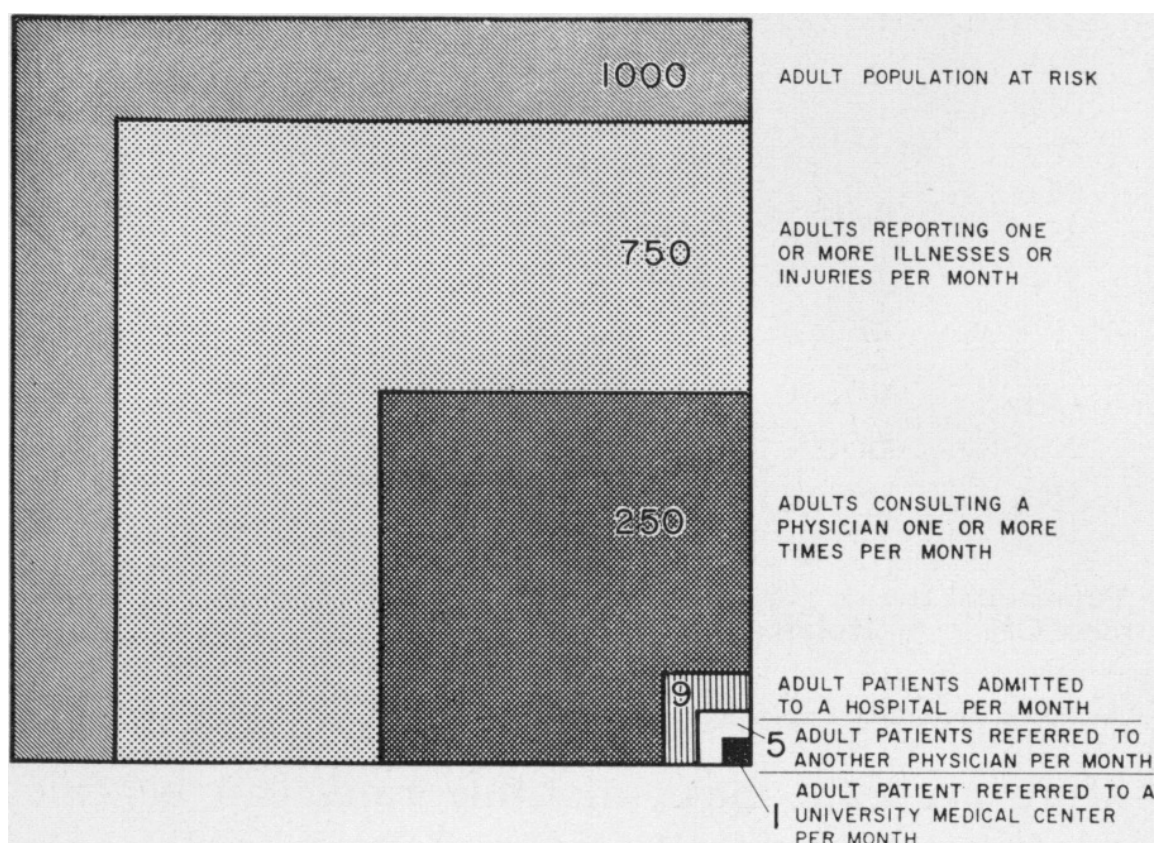 1000
ADULT POPULATION AT RISK
750
ADULTS REPORTING ONE
OR MORE ILLNESSES OR
INJURIES PER MONTH
250
ADULTS CONSULTING A
PHYSICIAN ONE OR MORE
TIMES PER MONTH
9
ADULT PATIENTS ADMITTED
TO A HOSPITAL PER MONTH
5
ADULT PATIENTS REFERRED TO
ANOTHER PHYSICIAN PER MONTH
1
ADULT PATIENT REFERRED TO A
UNIVERSITY MEDICAL CENTER
PER MONTH